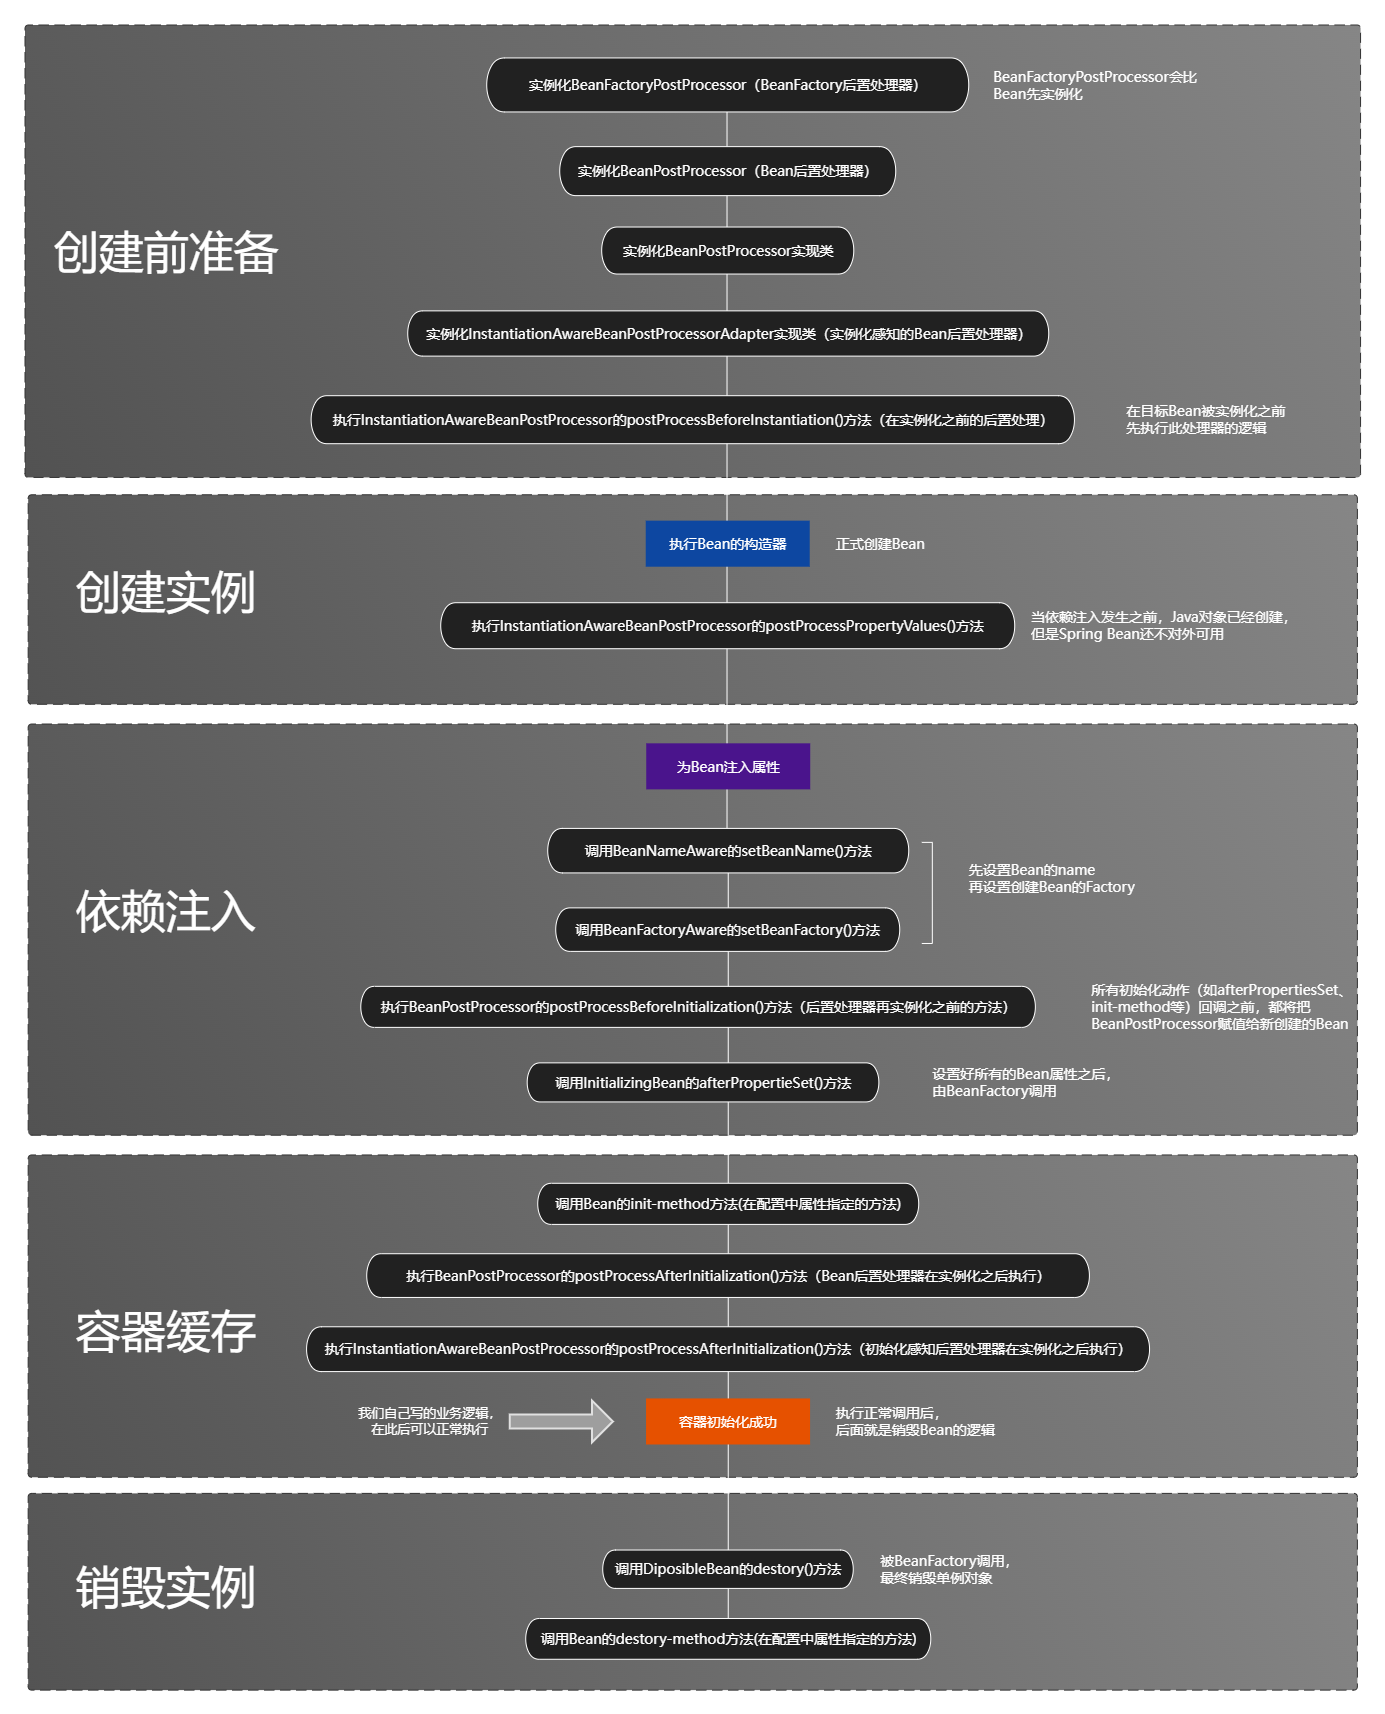 创建前准备
实例化BeanFactoryPostProcessor（BeanFactory后置处理器）
BeanFactoryPostProcessor会比
Bean先实例化
实例化BeanPostProcessor（Bean后置处理器）
实例化BeanPostProcessor实现类
实例化InstantiationAwareBeanPostProcessorAdapter实现类（实例化感知的Bean后置处理器）
执行InstantiationAwareBeanPostProcessor的postProcessBeforeInstantiation()方法（在实例化之前的后置处理）
在目标Bean被实例化之前
先执行此处理器的逻辑
创建实例
执行Bean的构造器
正式创建Bean
执行InstantiationAwareBeanPostProcessor的postProcessPropertyValues()方法
当依赖注入发生之前，Java对象已经创建，
但是Spring Bean还不对外可用
依赖注入
为Bean注入属性
调用BeanNameAware的setBeanName()方法
先设置Bean的name
再设置创建Bean的Factory
调用BeanFactoryAware的setBeanFactory()方法
执行BeanPostProcessor的postProcessBeforeInitialization()方法（后置处理器再实例化之前的方法）
所有初始化动作（如afterPropertiesSet、
init-method等）回调之前，都将把
BeanPostProcessor赋值给新创建的Bean
调用InitializingBean的afterPropertieSet()方法
设置好所有的Bean属性之后，
由BeanFactory调用
容器缓存
调用Bean的init-method方法(在配置中属性指定的方法)
执行BeanPostProcessor的postProcessAfterInitialization()方法（Bean后置处理器在实例化之后执行）
执行InstantiationAwareBeanPostProcessor的postProcessAfterInitialization()方法（初始化感知后置处理器在实例化之后执行）
我们自己写的业务逻辑，
在此后可以正常执行
容器初始化成功
执行正常调用后，
后面就是销毁Bean的逻辑
销毁实例
调用DiposibleBean的destory()方法
被BeanFactory调用，
最终销毁单例对象
调用Bean的destory-method方法(在配置中属性指定的方法)